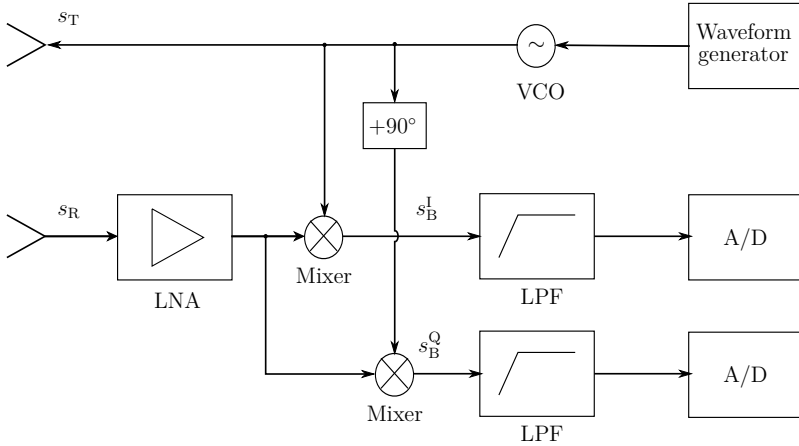 s_T
Waveform
generator
~
VCO
+90°
s_R
s_B^I
A/D
Mixer
LNA
LPF
s_B^Q
A/D
Mixer
LPF